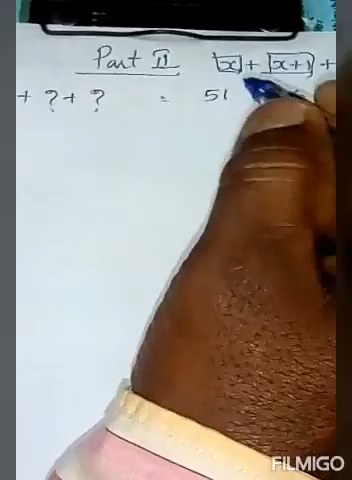 Part II x + x+1 +
+ ? + ? = 51
FILMIGO